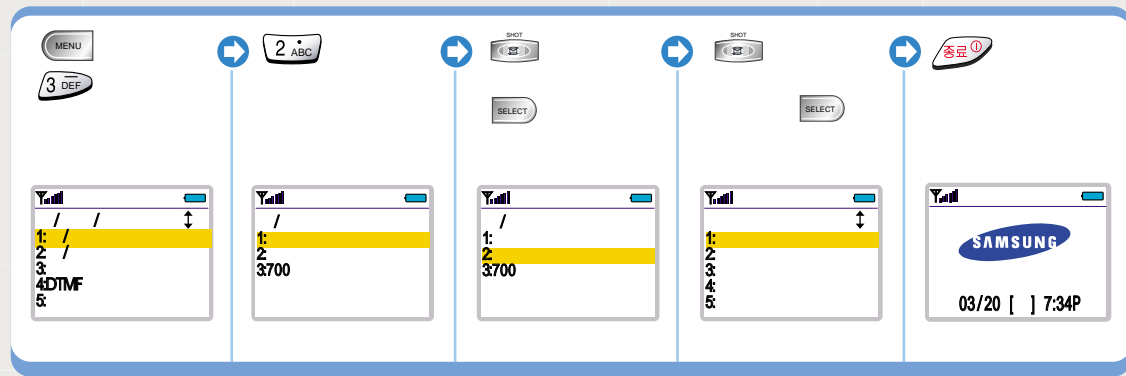 MENU
3 DEF
2 ABC
SHOT
SELECT
SHOT
SELECT
종료
/ /
1: /
2: /
3:
4:DTMF
5:
/
1:
2:
3:700
/
1:
2:
3:700
1:
2:
3:
4:
5:
SAMSUNG
03/20 [ ] 7:34P